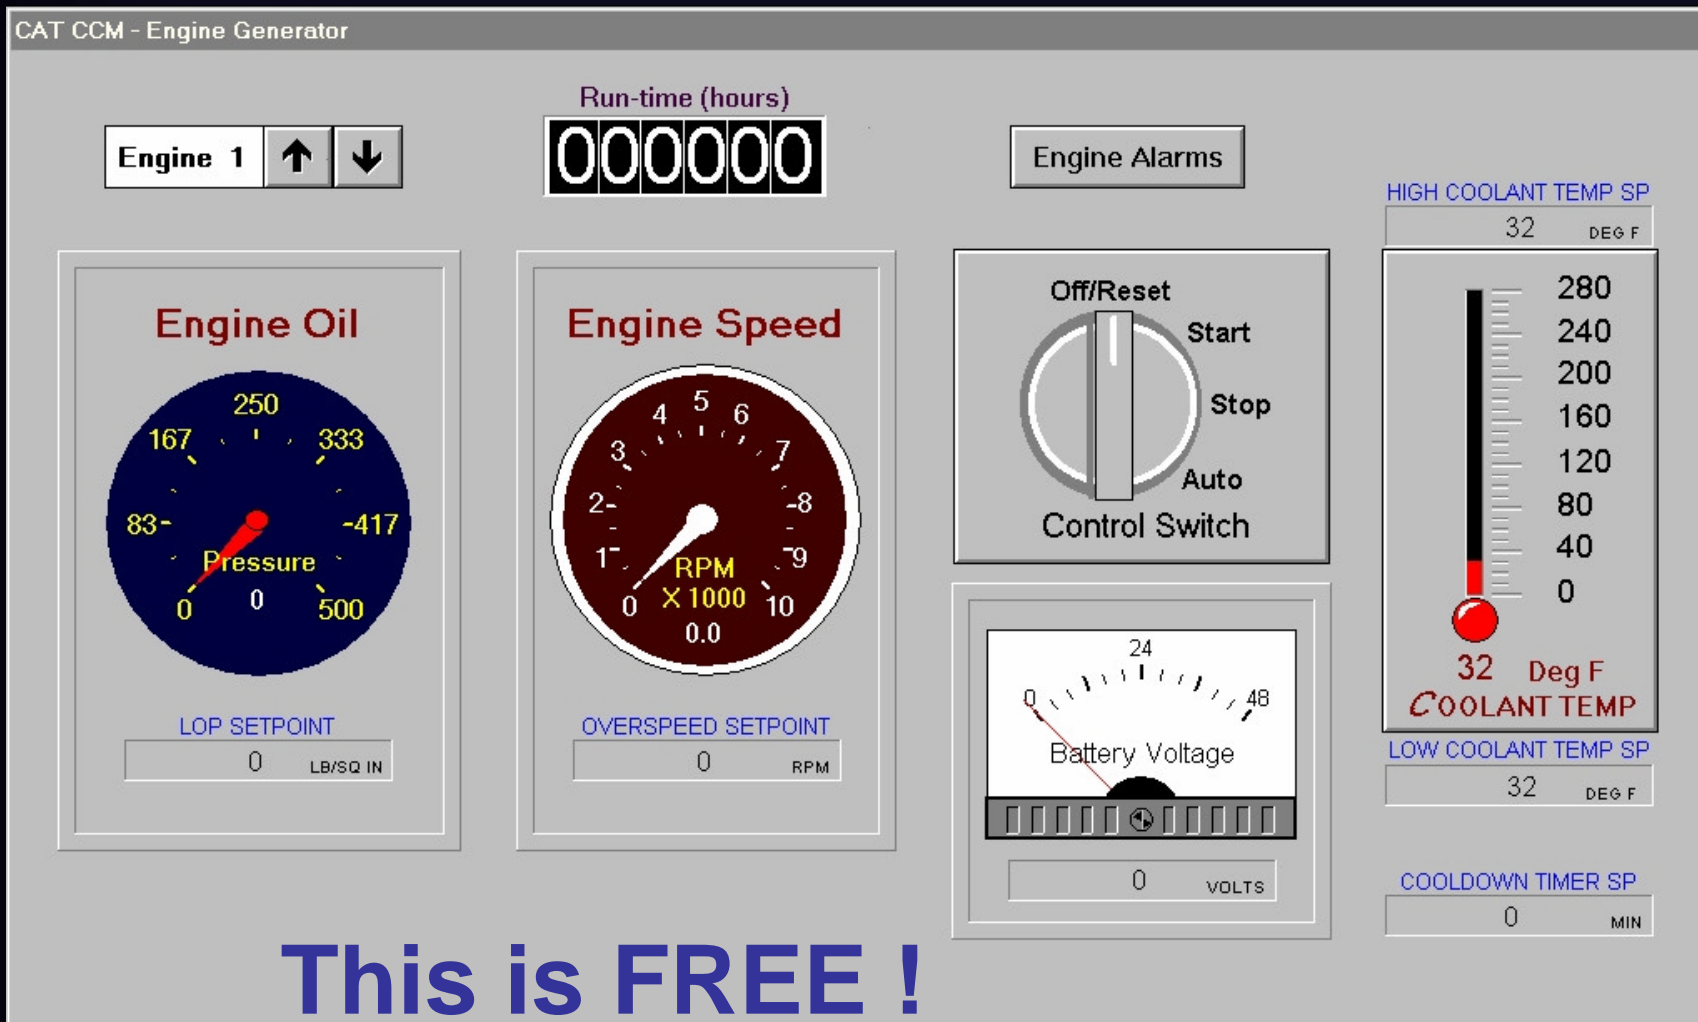 CAT CCM - Engine Generator
Run-time (hours)
Engine 1
000000
Engine Alarms
HIGH COOLANT TEMP SP
32 DEG F
Engine Oil
250
167 333
83 417
Pressure
0 0 500
LOP SETPOINT
0 LB/SQ IN
Engine Speed
5
4 6
3 7
2 8
1 9
RPM
X 1000
0 10
0.0
OVERSPEED SETPOINT
0 RPM
Off/Reset
Start
Stop
Auto
Control Switch
24
0 48
Battery Voltage
0 VOLTS
280
240
200
160
120
80
40
0
32 Deg F
COOLANT TEMP
LOW COOLANT TEMP SP
32 DEG F
COOLDOWN TIMER SP
0 MIN
This is FREE !